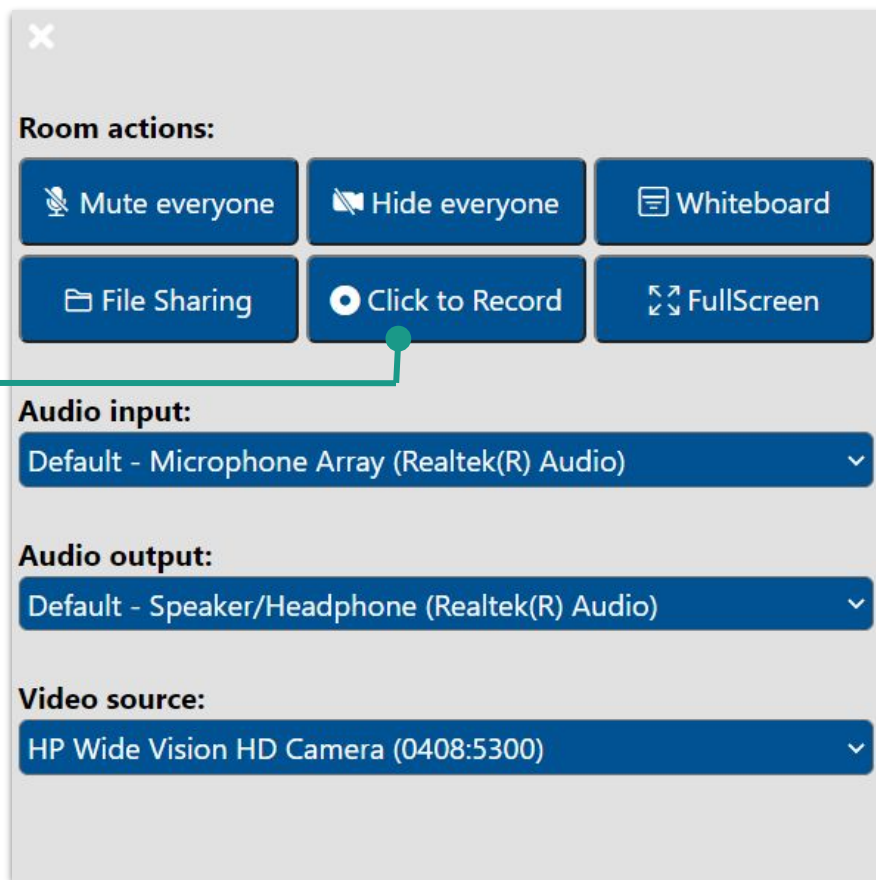 Room actions:
Mute everyone Hide everyone Whiteboard
File Sharing Click to Record FullScreen
Audio input:
Default - Microphone Array (Realtek(R) Audio)
Audio output:
Default - Speaker/Headphone (Realtek(R) Audio)
Video source:
HP Wide Vision HD Camera (0408:5300)